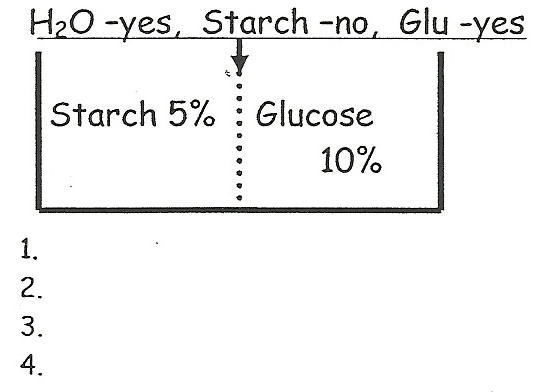 H₂O -yes, Starch -no, Glu -yes
Starch 5% Glucose
10%
1.
2.
3.
4.